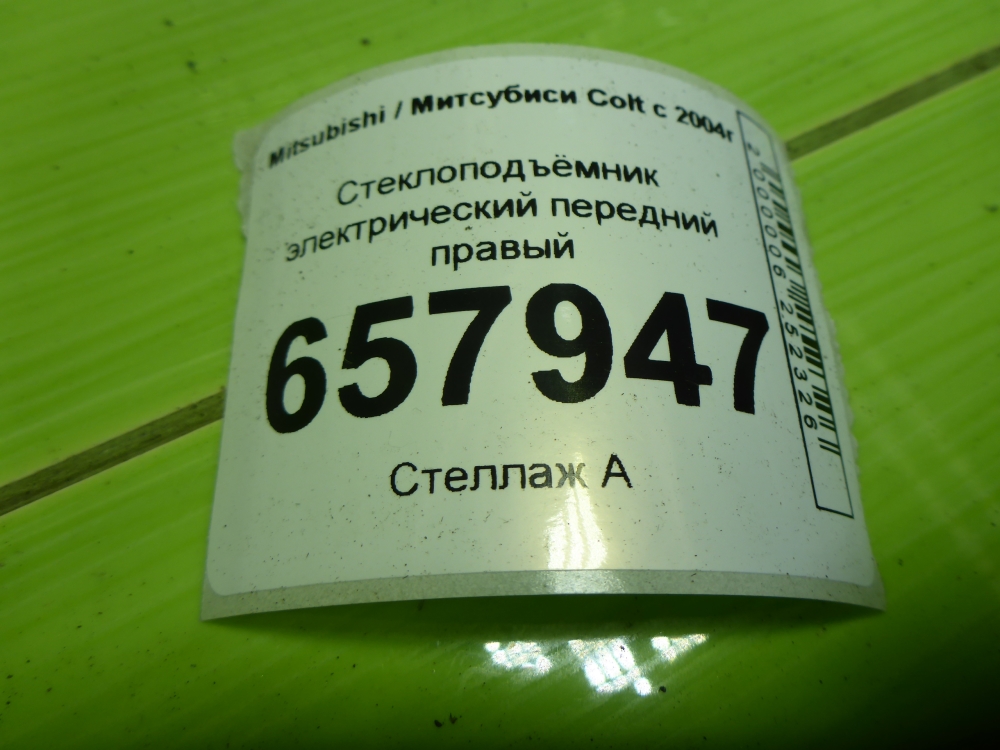 Mitsubishi / Митсубиси Colt с 2004г
Стеклоподъёмник
электрический передний
правый
657947
Стеллаж А
2000006252326